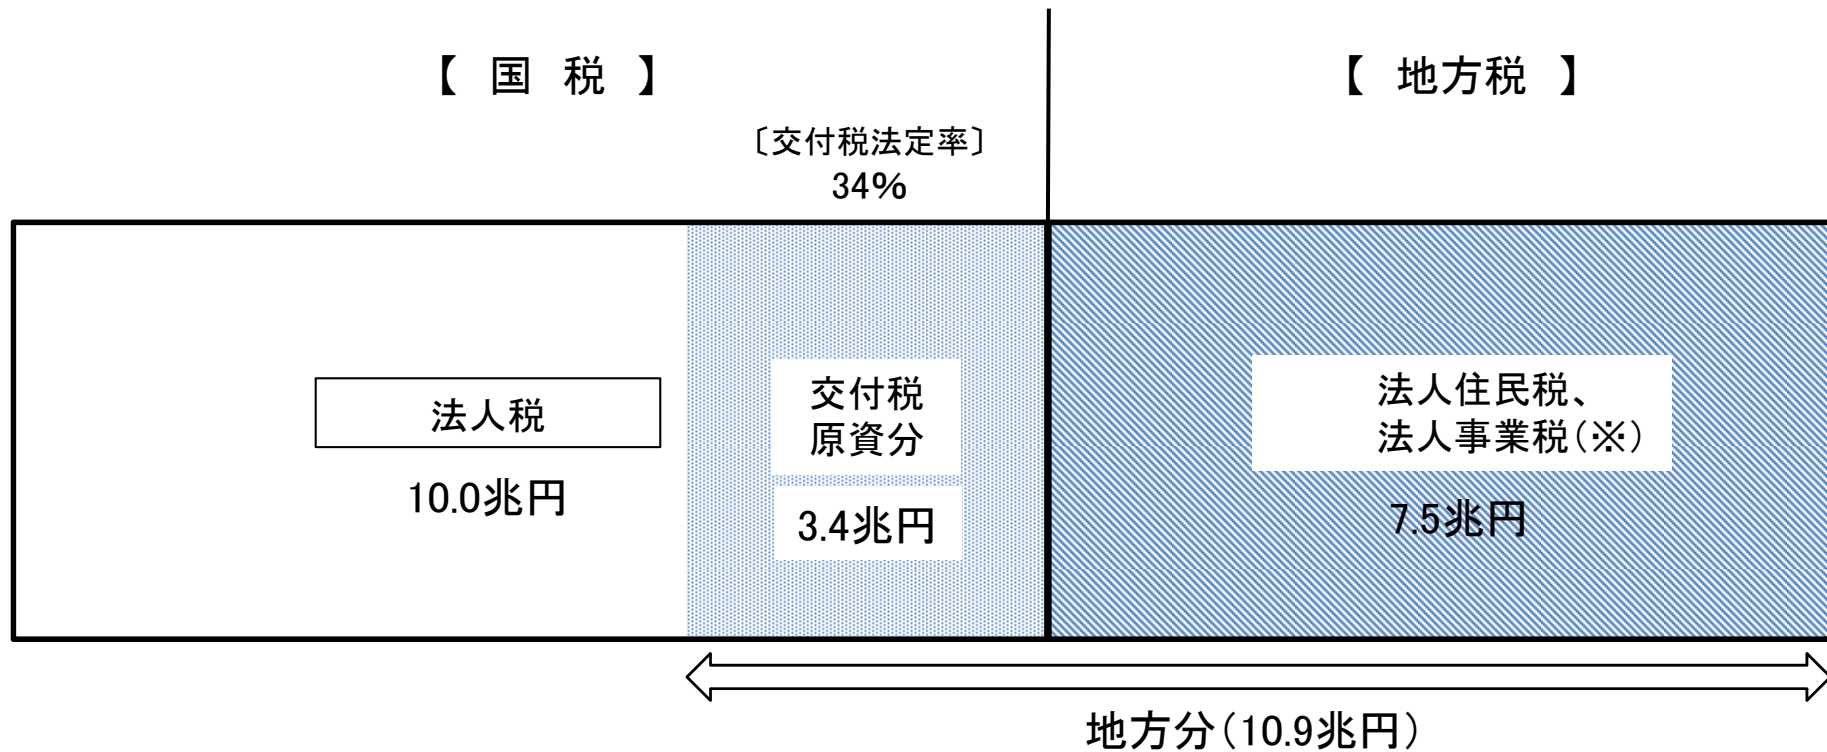 【 国 税 】
【 地方税 】
〔交付税法定率〕
34%
法人税
10.0兆円
交付税
原資分
3.4兆円
法人住民税、
法人事業税(※)
7.5兆円
地方分(10.9兆円)